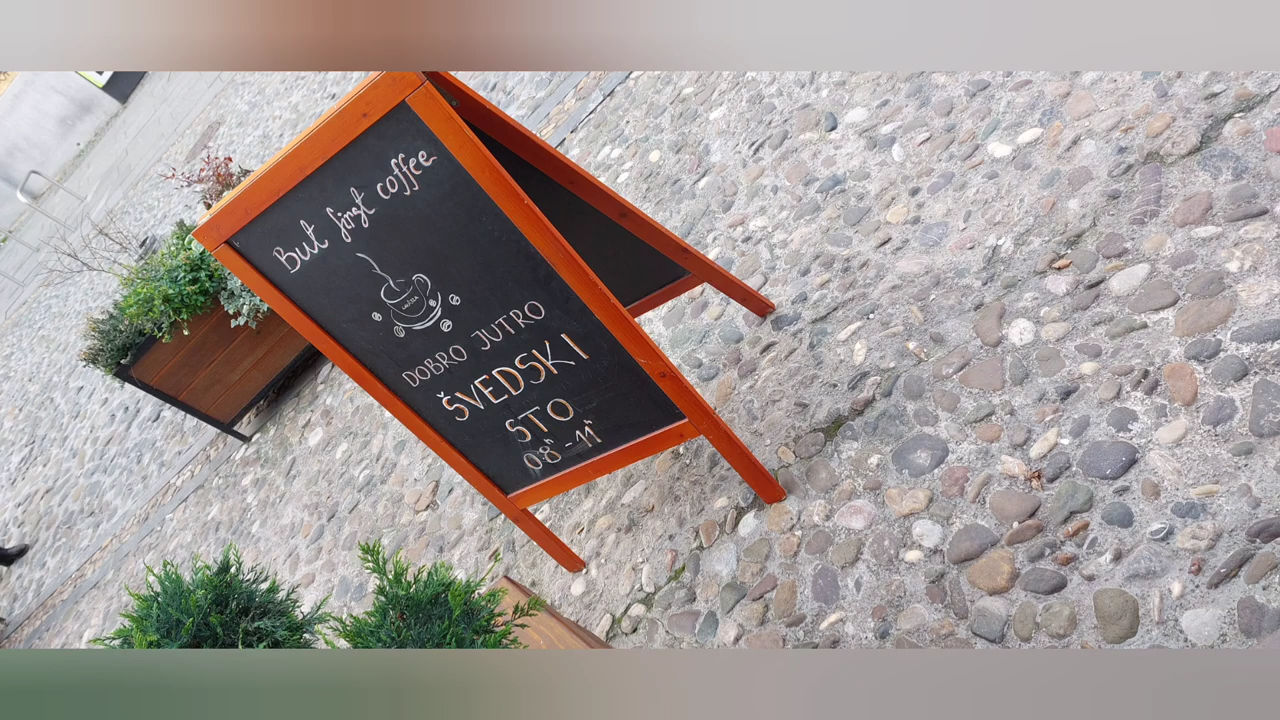 But first coffee
DOBRO JUTRO
ŠVEDSKI
STO
08ʰ-11ʰ